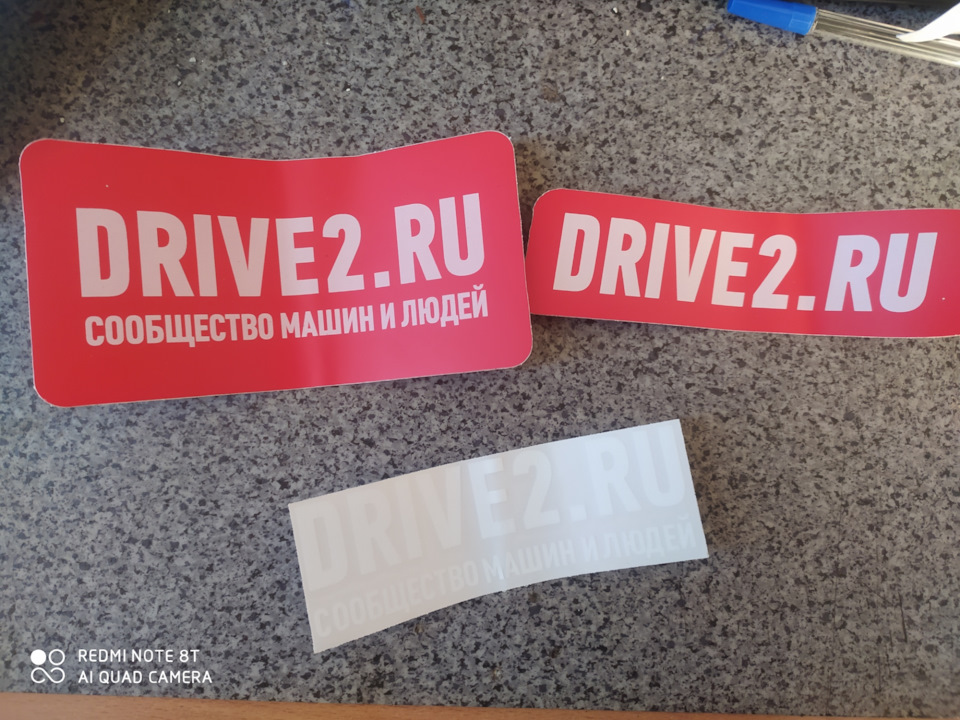 DRIVE2.RU
СООБЩЕСТВО МАШИН И ЛЮДЕЙ
DRIVE2.RU
DRIVE2.RU
СООБЩЕСТВО МАШИН И ЛЮДЕЙ
REDMI NOTE 8T
AI QUAD CAMERA